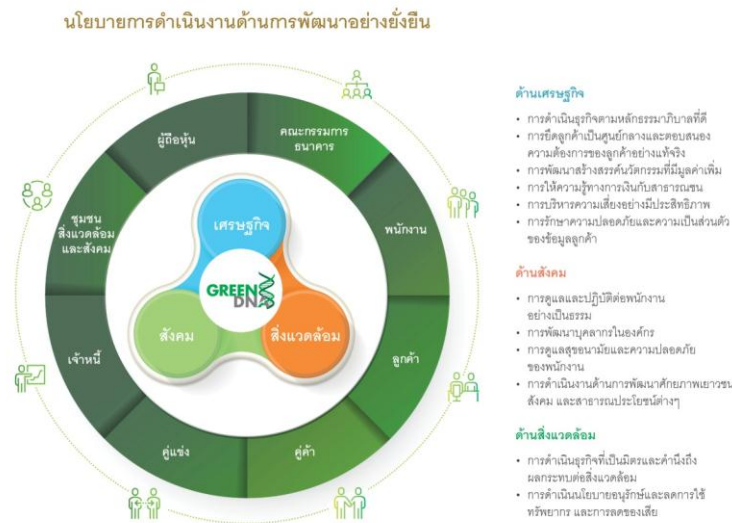 นโยบายการดำเนินงานด้านการพัฒนาอย่างยั่งยืน
ผู้ถือหุ้น
คณะกรรมการ
ธนาคาร
พนักงาน
ลูกค้า
คู่ค้า
คู่แข่ง
เจ้าหนี้
ชุมชน
สิ่งแวดล้อม
และสังคม
เศรษฐกิจ
GREEN
DNA
สังคม
สิ่งแวดล้อม
ด้านเศรษฐกิจ
• การดำเนินธุรกิจตามหลักธรรมาภิบาลที่ดี
• การยึดลูกค้าเป็นศูนย์กลางและตอบสนอง
ความต้องการของลูกค้าอย่างแท้จริง
• การพัฒนาสร้างสรรค์นวัตกรรมที่มีมูลค่าเพิ่ม
• การให้ความรู้ทางการเงินกับสาธารณชน
• การบริหารความเสี่ยงอย่างมีประสิทธิภาพ
• การรักษาความปลอดภัยและความเป็นส่วนตัว
ของข้อมูลลูกค้า
ด้านสังคม
• การดูแลและปฏิบัติต่อพนักงาน
อย่างเป็นธรรม
• การพัฒนาบุคลากรในองค์กร
• การดูแลสุขอนามัยและความปลอดภัย
ของพนักงาน
• การดำเนินงานด้านการพัฒนาศักยภาพเยาวชน
สังคม และสาธารณประโยชน์ต่างๆ
ด้านสิ่งแวดล้อม
• การดำเนินธุรกิจที่เป็นมิตรและคำนึงถึง
ผลกระทบต่อสิ่งแวดล้อม
• การดำเนินนโยบายอนุรักษ์และลดการใช้
ทรัพยากร และการลดของเสีย